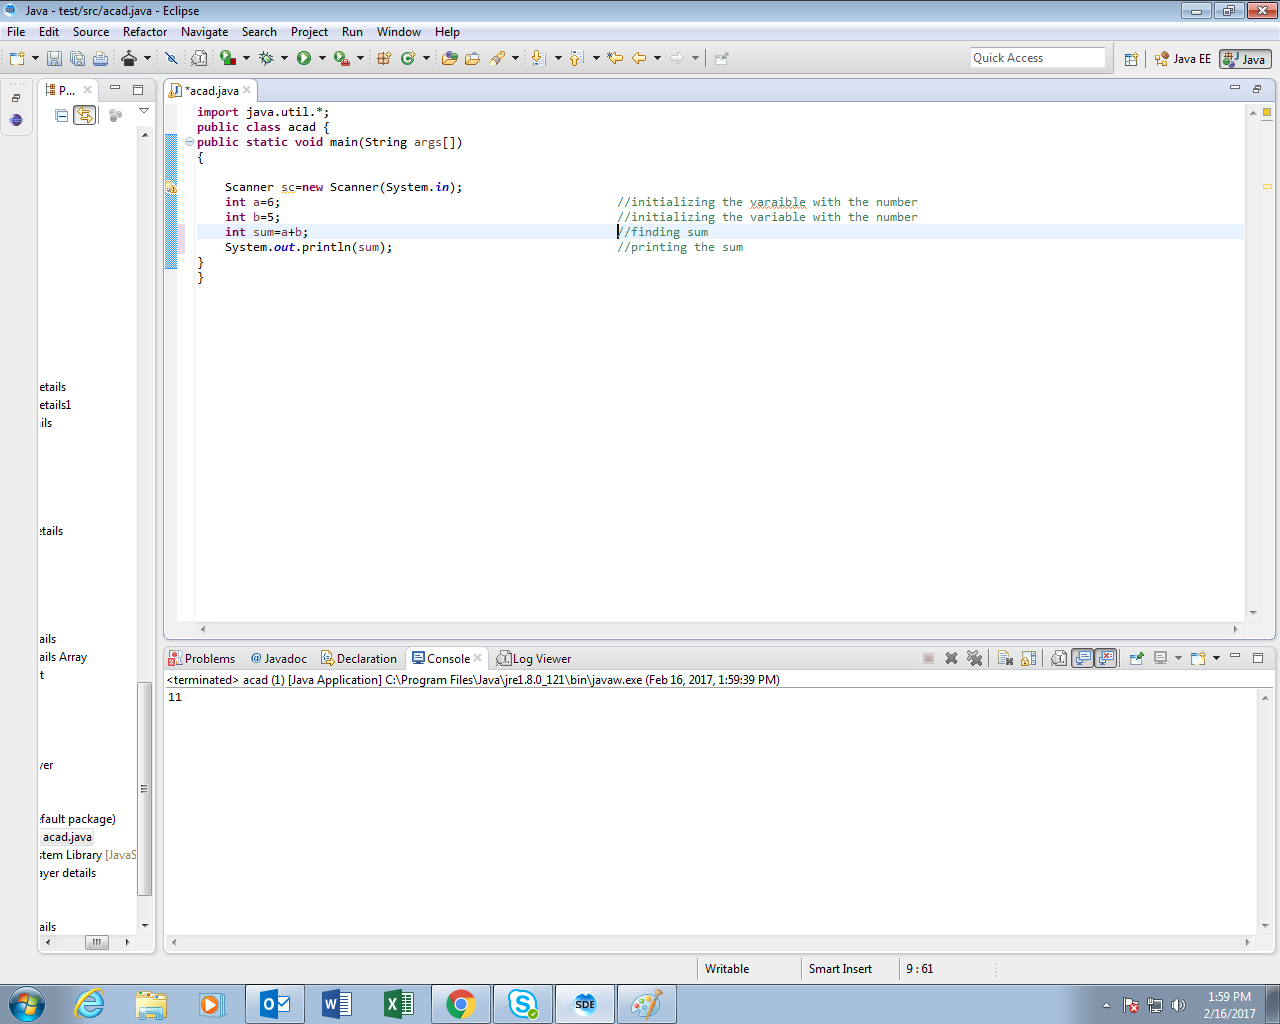 Java - test/src/acad.java - Eclipse
File Edit Source Refactor Navigate Search Project Run Window Help
Quick Access Java EE Java
P... *acad.java
import java.util.*;
public class acad {
public static void main(String args[])
{
Scanner sc=new Scanner(System.in);
int a=6; //initializing the varaible with the number
int b=5; //initializing the variable with the number
int sum=a+b; //finding sum
System.out.println(sum); //printing the sum
}
}
etails
etails1
ils
etails
ails
ails Array
t
yer
efault package)
acad.java
stem Library [JavaS
ayer details
ails
Problems @ Javadoc Declaration Console Log Viewer
<terminated> acad (1) [Java Application] C:\Program Files\Java\jre1.8.0_121\bin\javaw.exe (Feb 16, 2017, 1:59:39 PM)
11
Writable Smart Insert 9 : 61
SDE
1:59 PM
2/16/2017